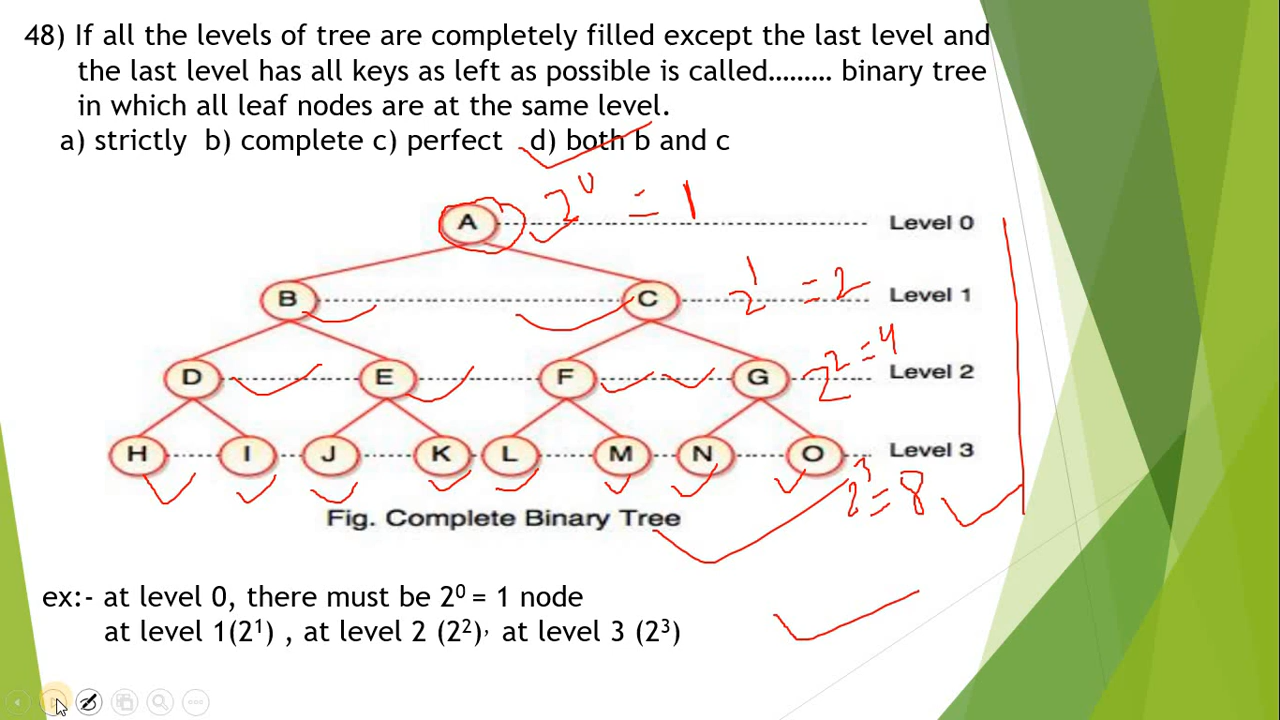 48) If all the levels of tree are completely filled except the last level and
the last level has all keys as left as possible is called......... binary tree
in which all leaf nodes are at the same level.
a) strictly b) complete c) perfect d) both b and c
A 2⁰ = 1 Level 0
B C 2¹ = 2 Level 1
D E F G 2² = 4 Level 2
H I J K L M N O Level 3
2³ = 8
Fig. Complete Binary Tree
ex:- at level 0, there must be 2⁰ = 1 node
at level 1(2¹) , at level 2 (2²), at level 3 (2³)